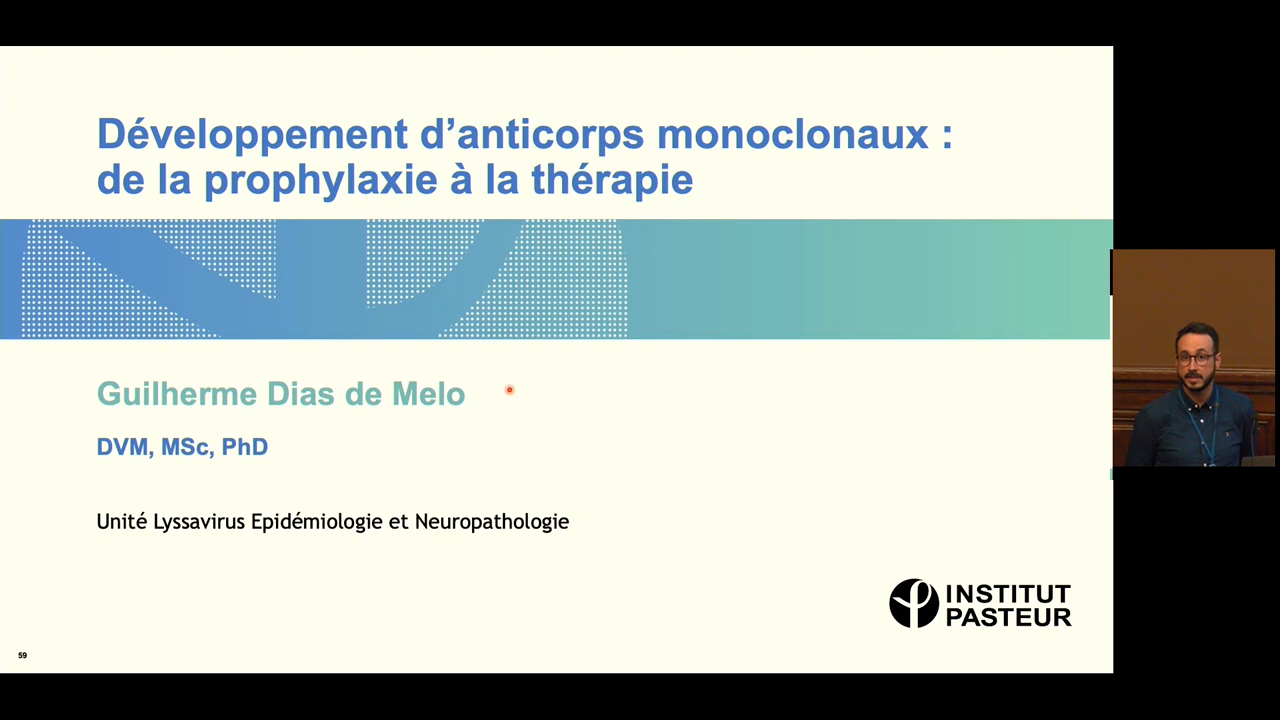 Développement d’anticorps monoclonaux :
de la prophylaxie à la thérapie
Guilherme Dias de Melo
DVM, MSc, PhD
Unité Lyssavirus Epidémiologie et Neuropathologie
INSTITUT
PASTEUR
59